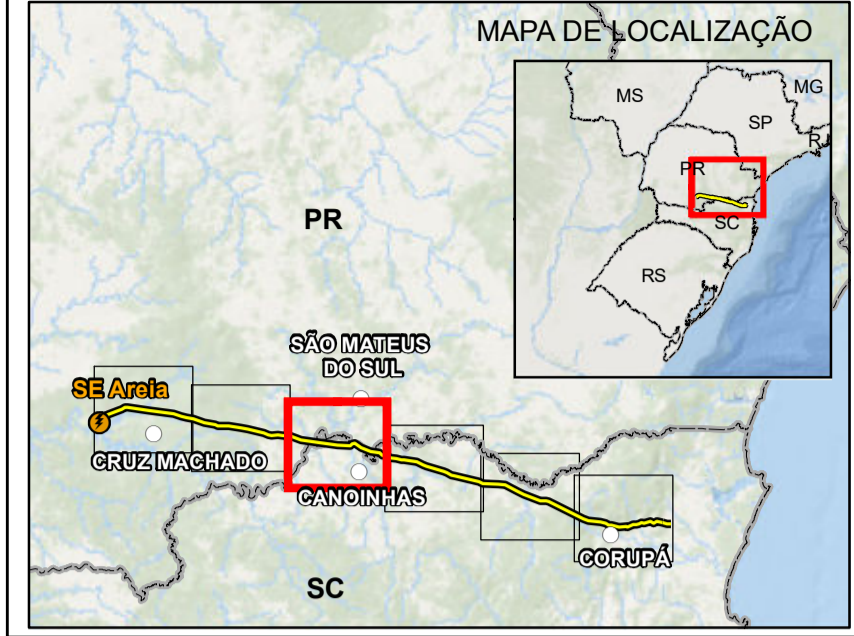 MAPA DE LOCALIZAÇÃO
MS
MG
SP
RJ
PR
SC
RS
PR
SÃO MATEUS
DO SUL
SE Areia
CRUZ MACHADO
CANOINHAS
CORUPÁ
SC